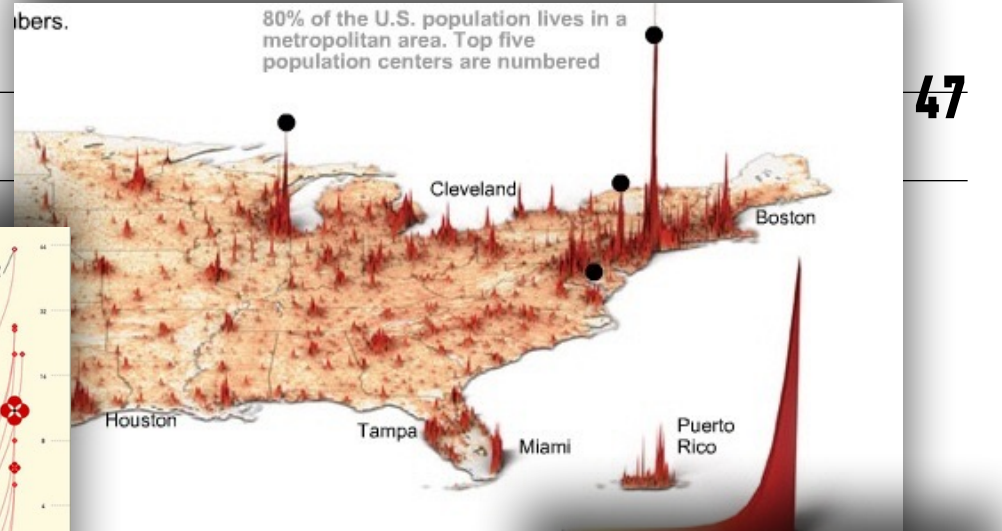 bers.
80% of the U.S. population lives in a
metropolitan area. Top five
population centers are numbered
47
Cleveland
Boston
Houston
Tampa
Miami
Puerto
Rico